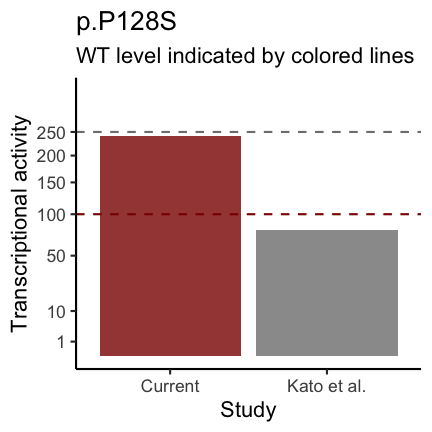 p.P128S
WT level indicated by colored lines
Transcriptional activity
250
200
150
100
50
10
1
Current
Kato et al.
Study